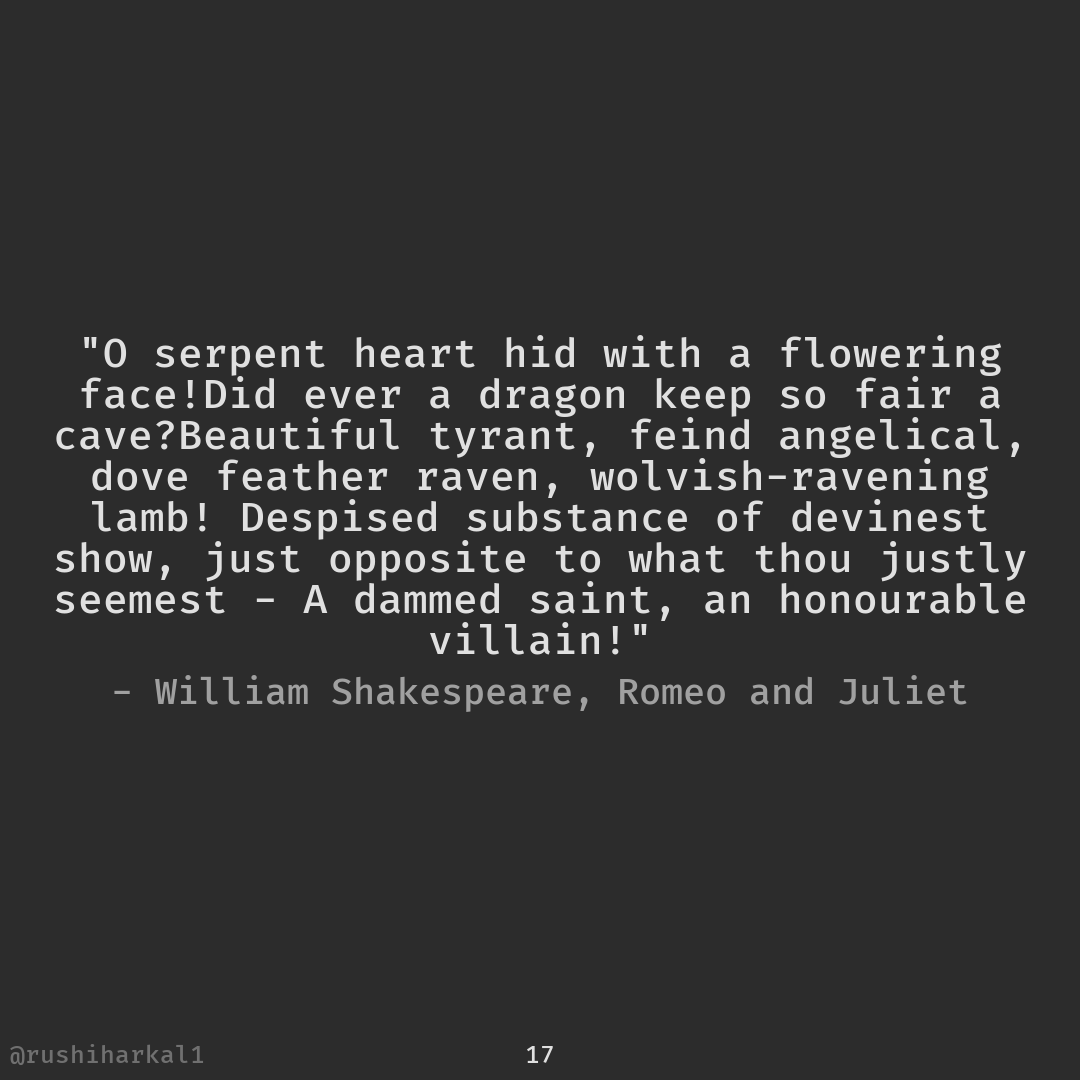 "O serpent heart hid with a flowering
face!Did ever a dragon keep so fair a
cave?Beautiful tyrant, feind angelical,
dove feather raven, wolvish-ravening
lamb! Despised substance of devinest
show, just opposite to what thou justly
seemest - A dammed saint, an honourable
villain!"
- William Shakespeare, Romeo and Juliet
@rushiharkal1
17